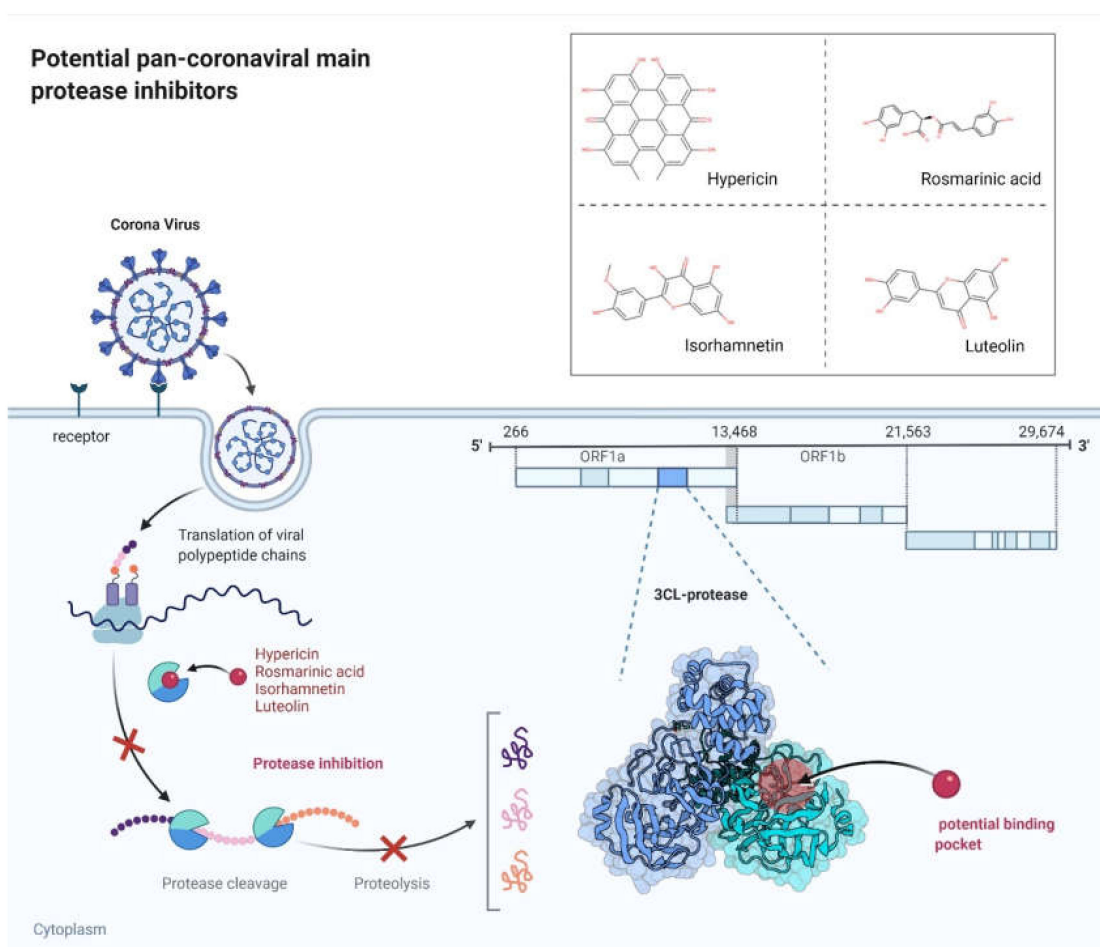 Potential pan-coronaviral main
protease inhibitors
Hypericin
Rosmarinic acid
Isorhamnetin
Luteolin
Corona Virus
receptor
266
13,468
21,563
29,674
5'
3'
ORF1a
ORF1b
Translation of viral
polypeptide chains
3CL-protease
Hypericin
Rosmarinic acid
Isorhamnetin
Luteolin
Protease inhibition
potential binding
pocket
Protease cleavage
Proteolysis
Cytoplasm